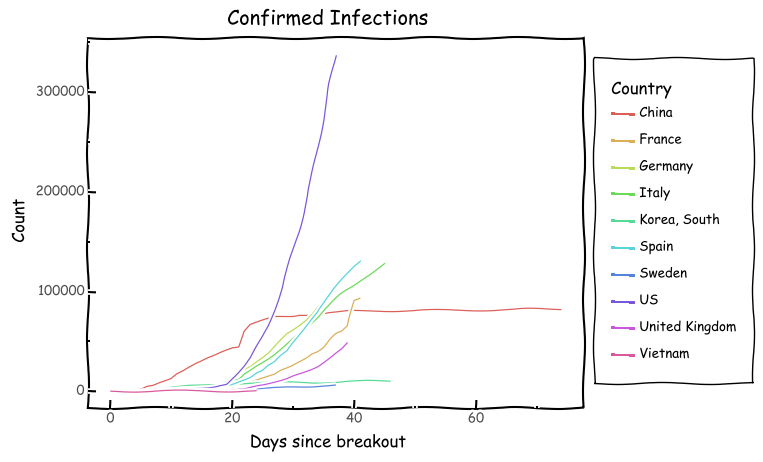 Confirmed Infections
300000
200000
100000
0
Count
0 20 40 60
Days since breakout
Country
China
France
Germany
Italy
Korea, South
Spain
Sweden
US
United Kingdom
Vietnam